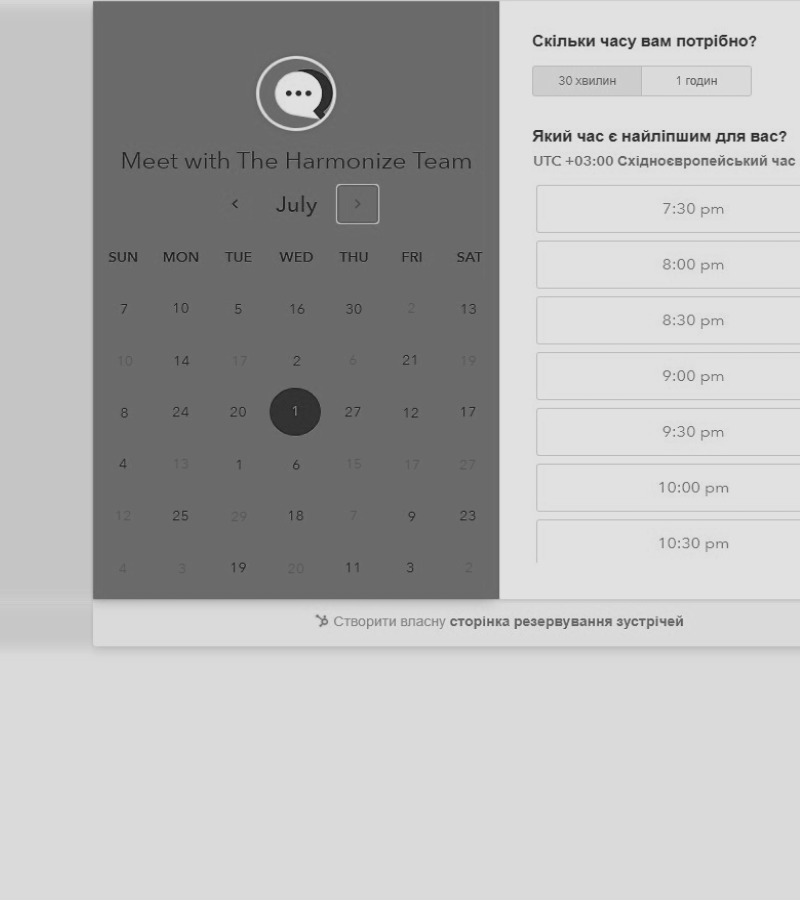 Meet with The Harmonize Team
July
SUN MON TUE WED THU FRI SAT
7 10 5 16 30 2 13
10 14 17 2 6 21 19
8 24 20 1 27 12 17
4 13 1 6 15 17 27
12 25 29 18 7 9 23
4 3 19 20 11 3 2
Скільки часу вам потрібно?
30 хвилин 1 годин
Який час є найліпшим для вас?
UTC +03:00 Східноєвропейський час
7:30 pm
8:00 pm
8:30 pm
9:00 pm
9:30 pm
10:00 pm
10:30 pm
Створити власну сторінка резервування зустрічей